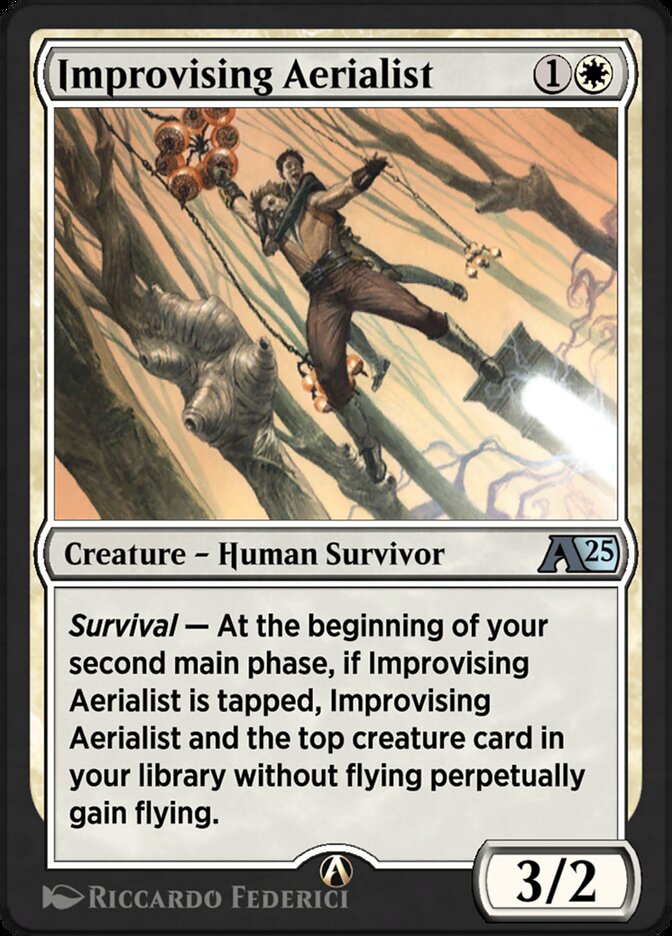 Improvising Aerialist 1
Creature – Human Survivor A25
Survival — At the beginning of your
second main phase, if Improvising
Aerialist is tapped, Improvising
Aerialist and the top creature card in
your library without flying perpetually
gain flying.
3/2
Riccardo Federici